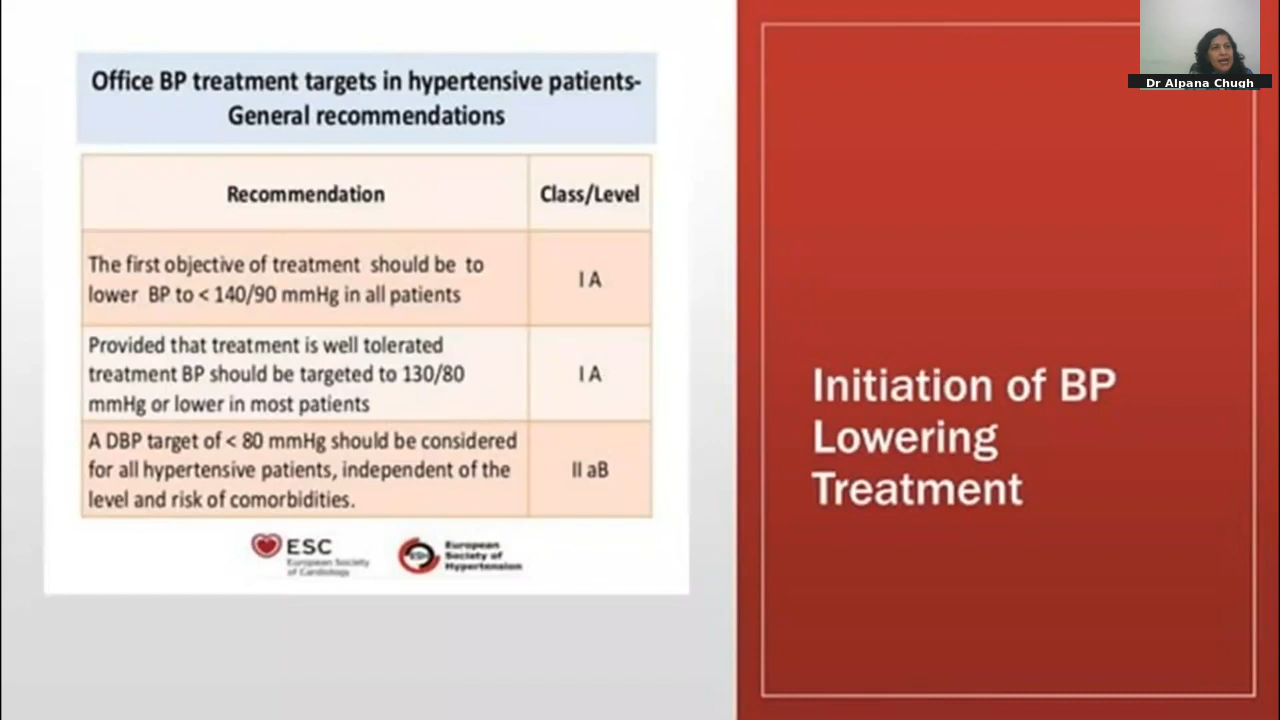 Office BP treatment targets in hypertensive patients-
General recommendations
Recommendation
Class/Level
The first objective of treatment should be to
lower BP to < 140/90 mmHg in all patients
I A
Provided that treatment is well tolerated
treatment BP should be targeted to 130/80
mmHg or lower in most patients
I A
A DBP target of < 80 mmHg should be considered
for all hypertensive patients, independent of the
level and risk of comorbidities.
II aB
ESC
European Society
of Cardiology
European
Society of
Hypertension
Initiation of BP
Lowering
Treatment
Dr Alpana Chugh